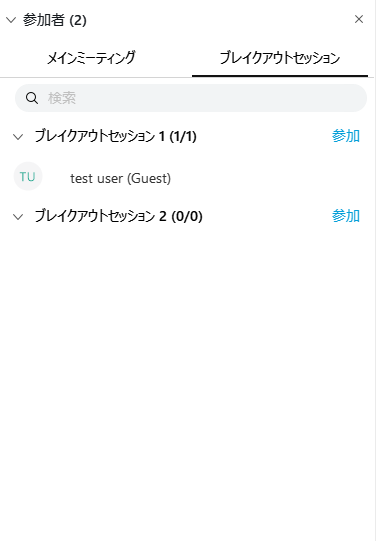 参加者 (2)
メインミーティング ブレイクアウトセッション
検索
ブレイクアウトセッション 1 (1/1) 参加
TU test user (Guest)
ブレイクアウトセッション 2 (0/0) 参加